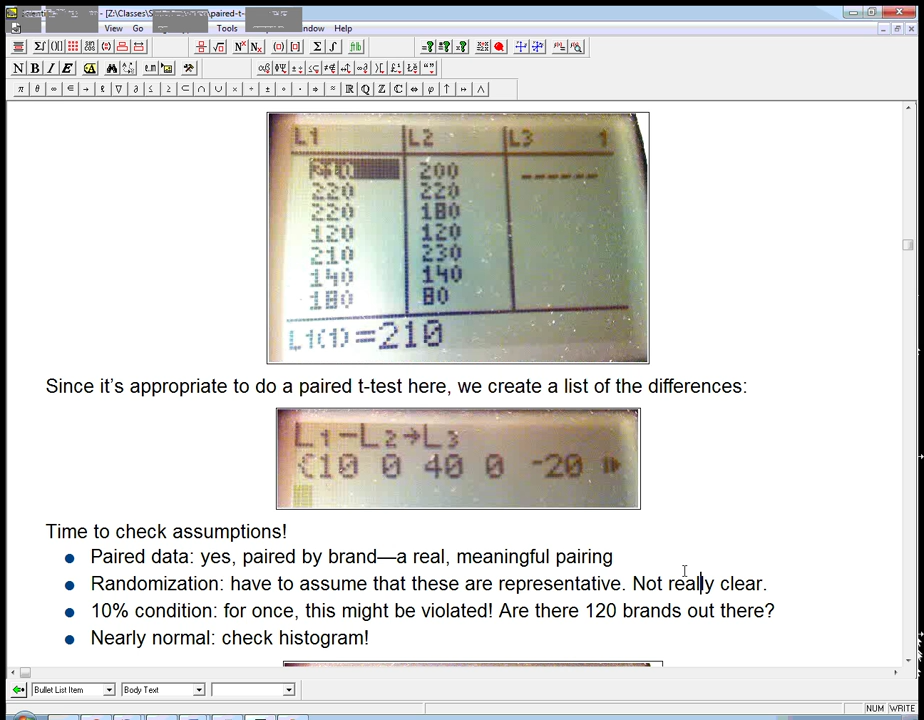 [Z:\Classes\
\paired-t-
View Tools Help
N B I E
π θ ∞ ∈ → ℓ ∇ ∂ ≤ ≥ ⊂ ∩ ∪ × ÷ ± ∘ · ⇒ ≈ ℝ ℚ ℤ ℂ ⇔ φ ↑ ↦ ∧
L1 L2 L3 1
210 200 ------
220 220
220 180
120 120
210 230
140 140
180 80
L1(1)=210
Since it's appropriate to do a paired t-test here, we create a list of the differences:
L1-L2→L3
{10 0 40 0 -20
Time to check assumptions!
● Paired data: yes, paired by brand—a real, meaningful pairing
● Randomization: have to assume that these are representative. Not really clear.
● 10% condition: for once, this might be violated! Are there 120 brands out there?
● Nearly normal: check histogram!
Bullet List Item Body Text
NUM WRITE